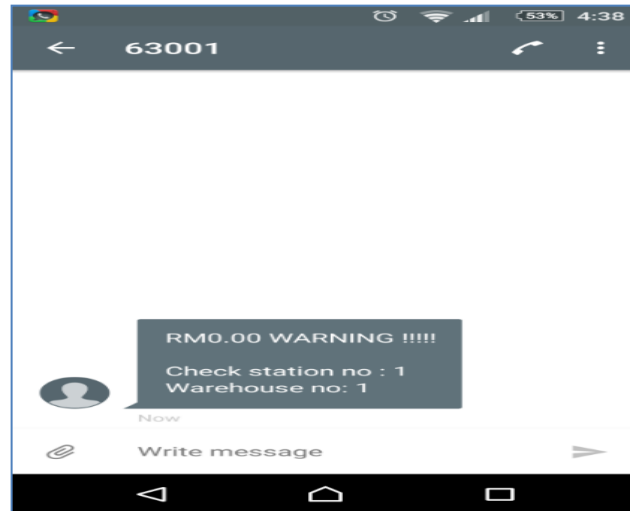 53% 4:38
63001
RM0.00 WARNING !!!!!
Check station no : 1
Warehouse no: 1
Now
Write message